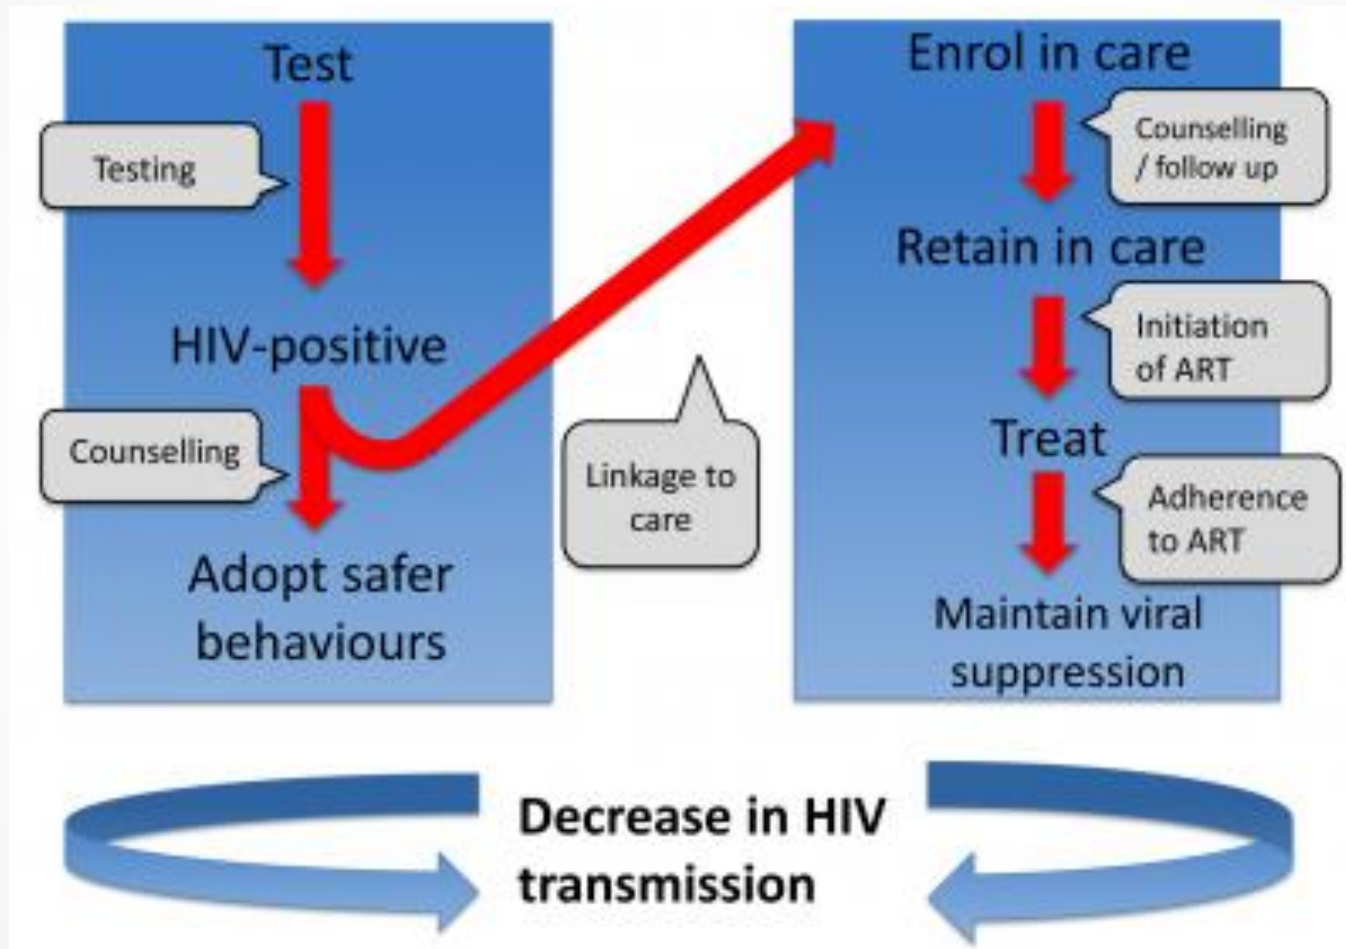 Test
Testing
HIV-positive
Counselling
Adopt safer
behaviours
Linkage to
care
Enrol in care
Counselling
/ follow up
Retain in care
Initiation
of ART
Treat
Adherence
to ART
Maintain viral
suppression
Decrease in HIV
transmission